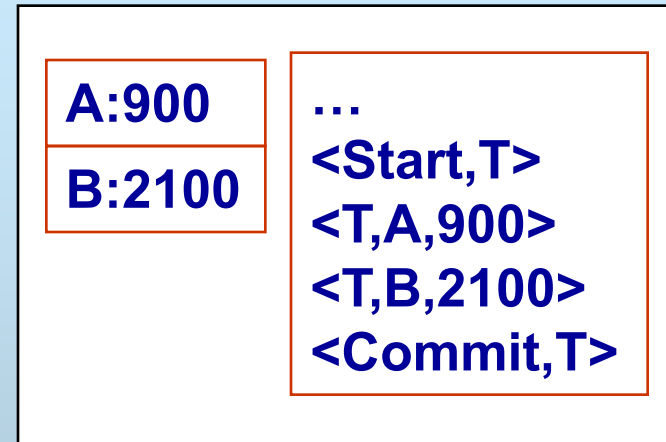 A:900
B:2100
…
<Start,T>
<T,A,900>
<T,B,2100>
<Commit,T>